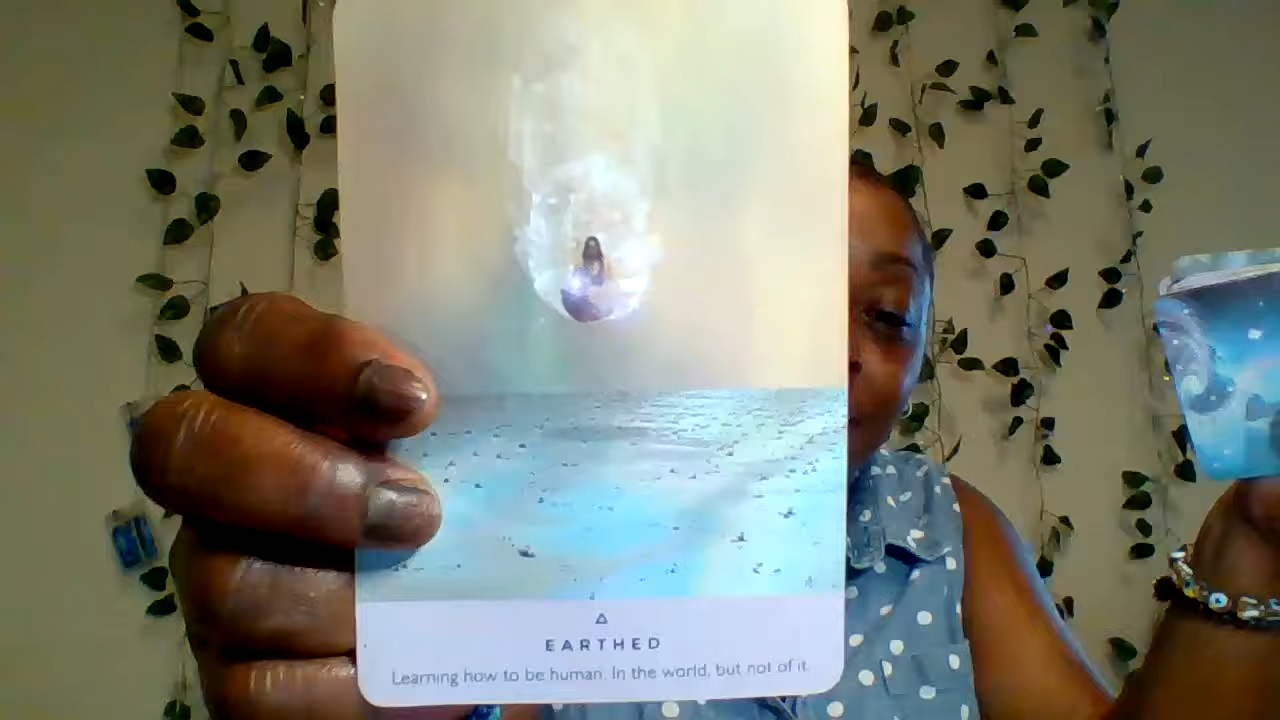 EARTHED
Learning how to be human. In the world, but not of it.